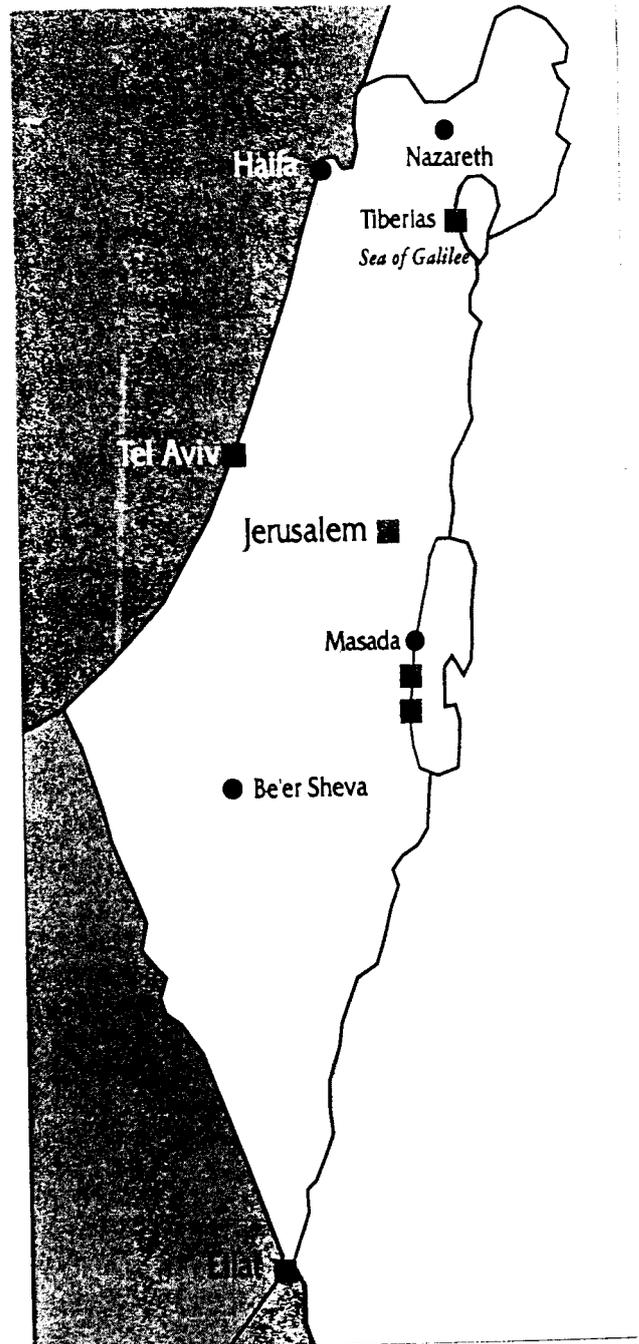 Haifa
Nazareth
Tiberias
Sea of Galilee
Tel Aviv
Jerusalem
Masada
Be'er Sheva
Eilat